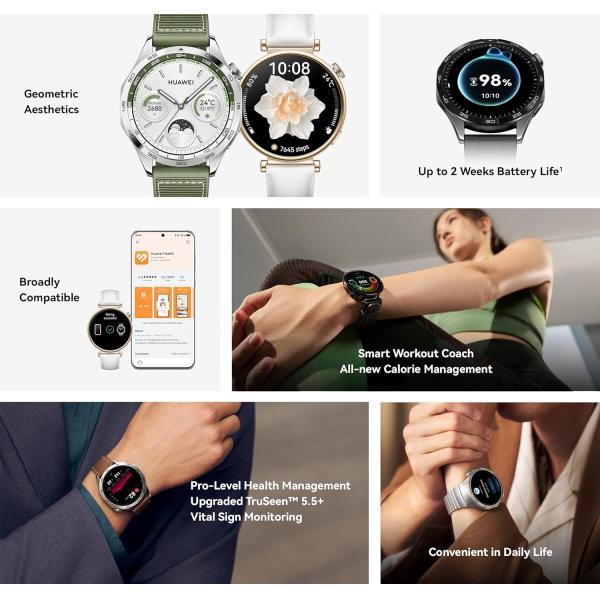 Geometric
Aesthetics
HUAWEI
2680
24°C
10:08
80%
24°C
7645 steps
98%
10:10
Up to 2 Weeks Battery Life¹
Broadly
Compatible
Huawei Health
Pairing
successful
Smart Workout Coach
All-new Calorie Management
Pro-Level Health Management
Upgraded TruSeen™ 5.5+
Vital Sign Monitoring
Convenient in Daily Life